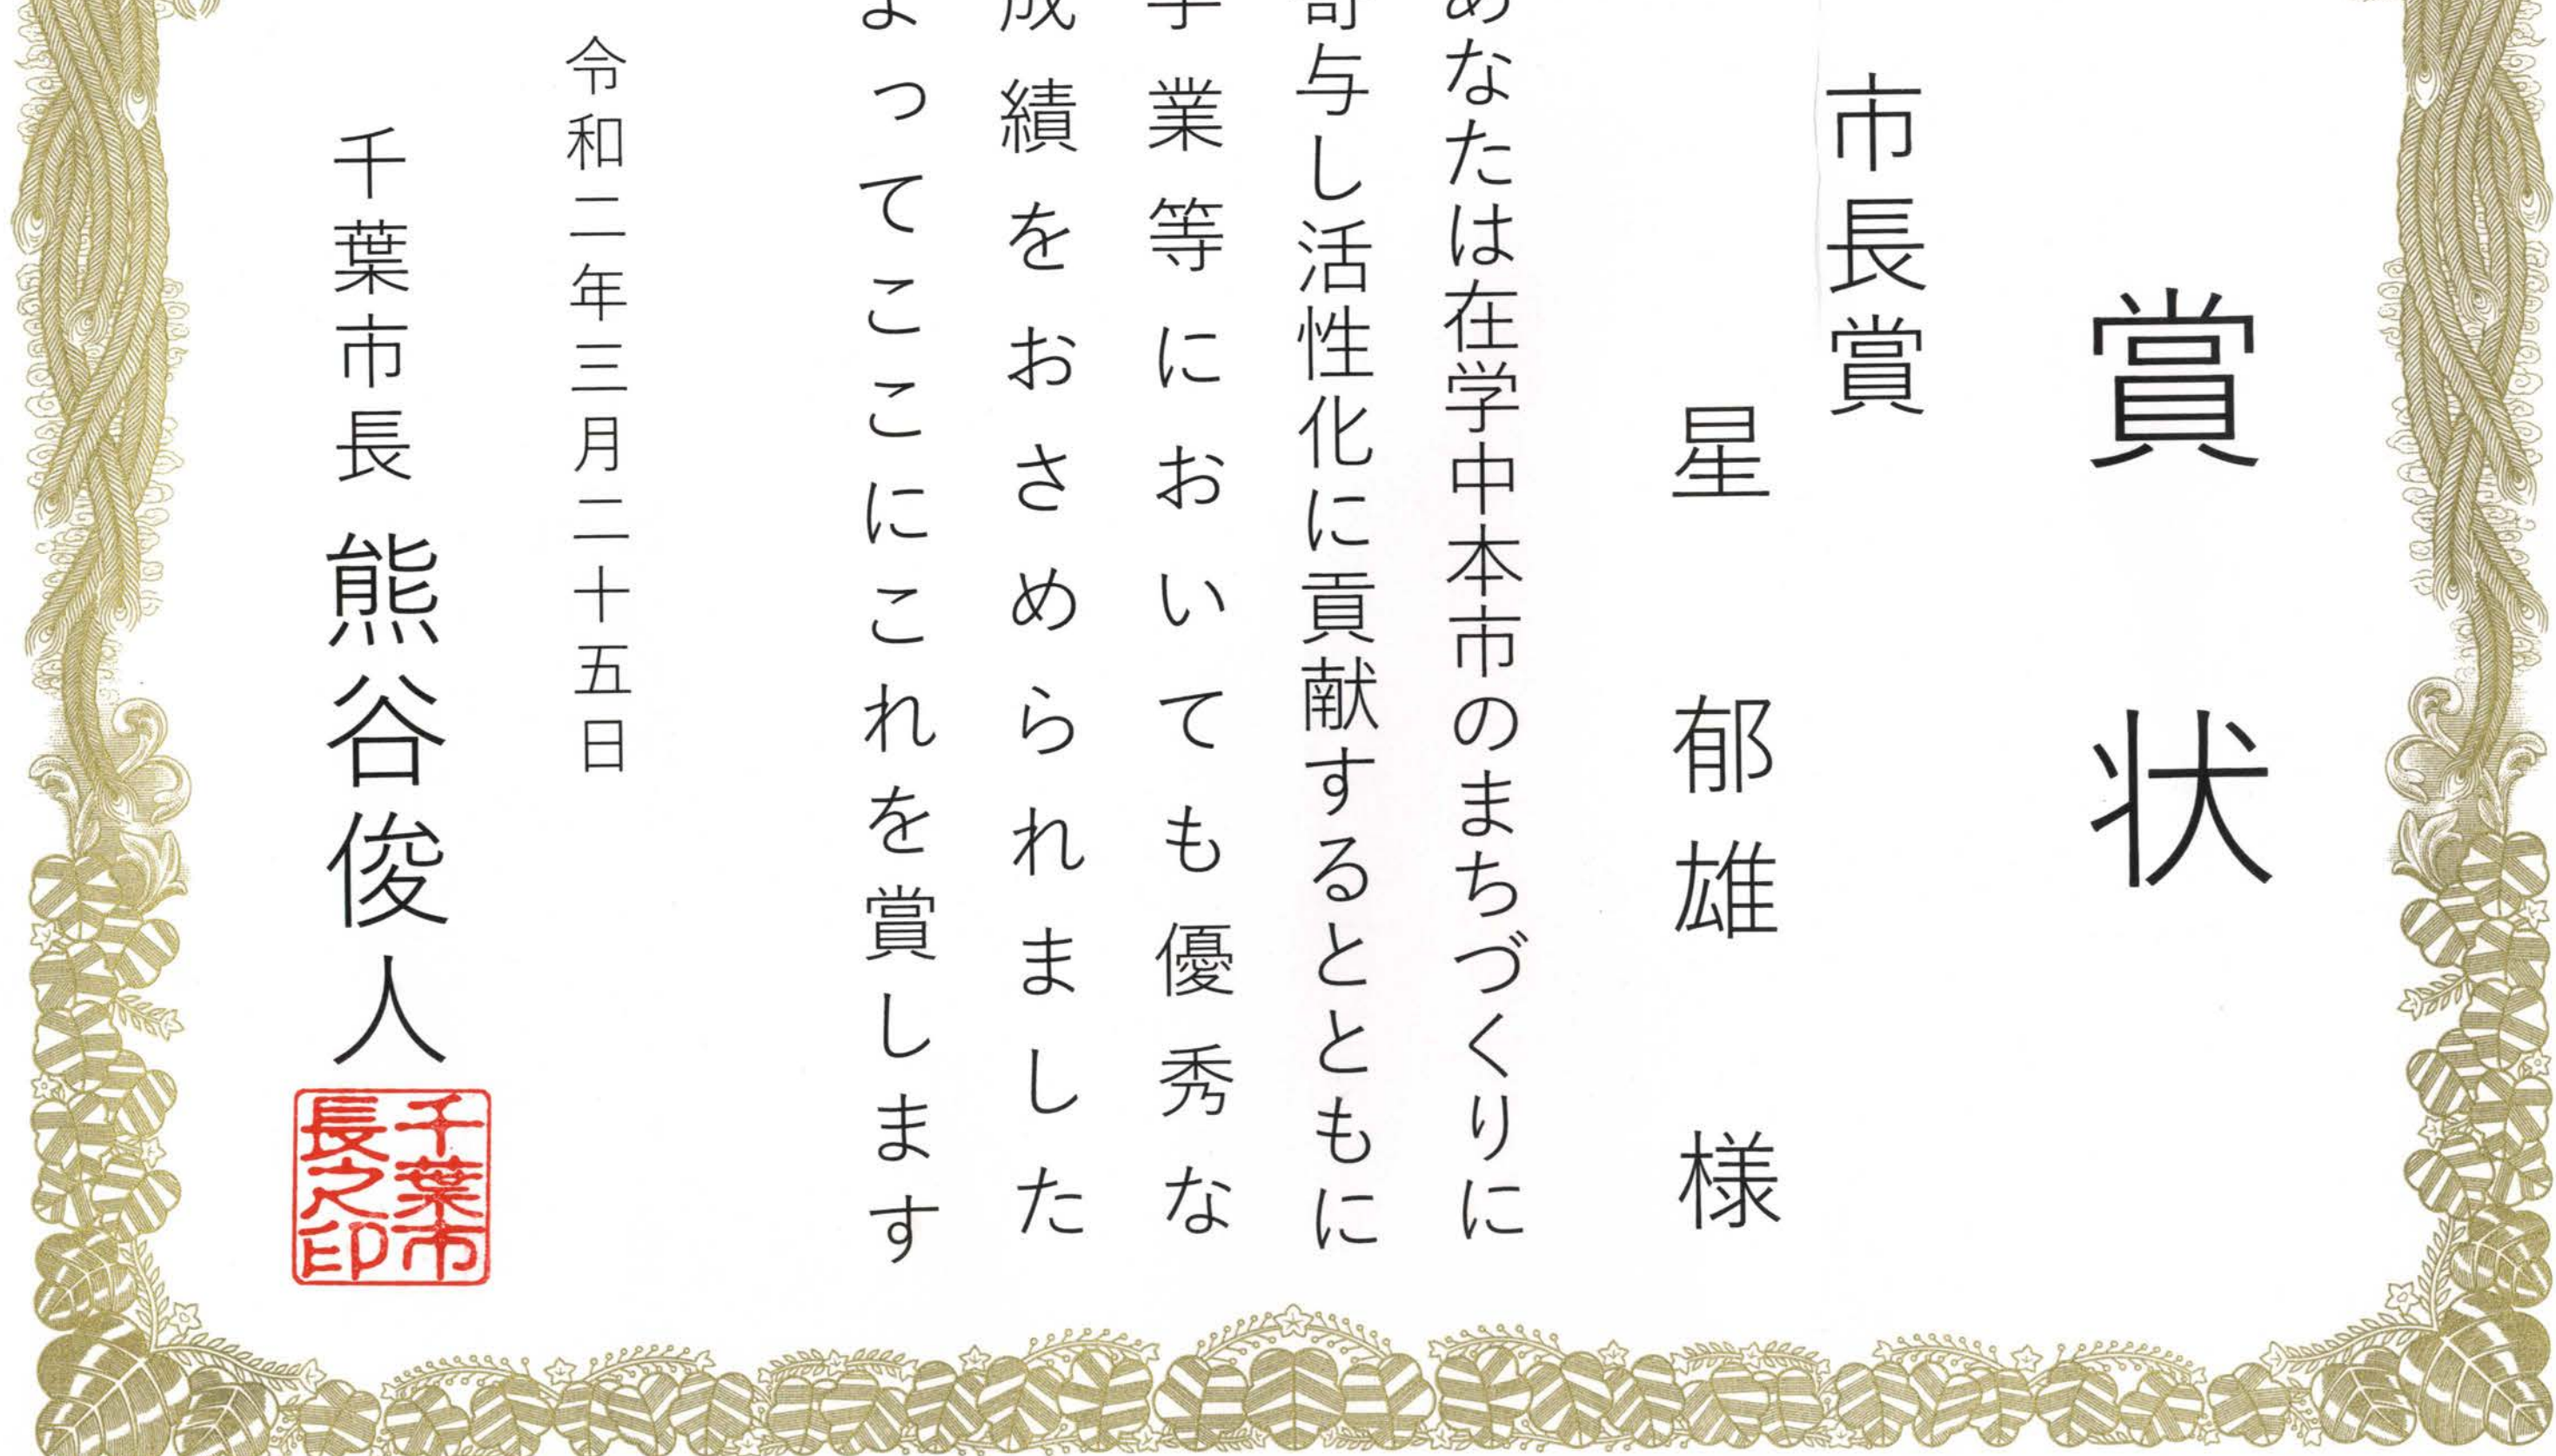 賞状
市長賞
星 郁雄 様
あなたは在学中本市のまちづくりに
寄与し活性化に貢献するとともに
学業等においても優秀な
成績をおさめられました
よってここにこれを賞します
令和二年三月二十五日
千葉市長 熊谷俊人
千葉市
長之印